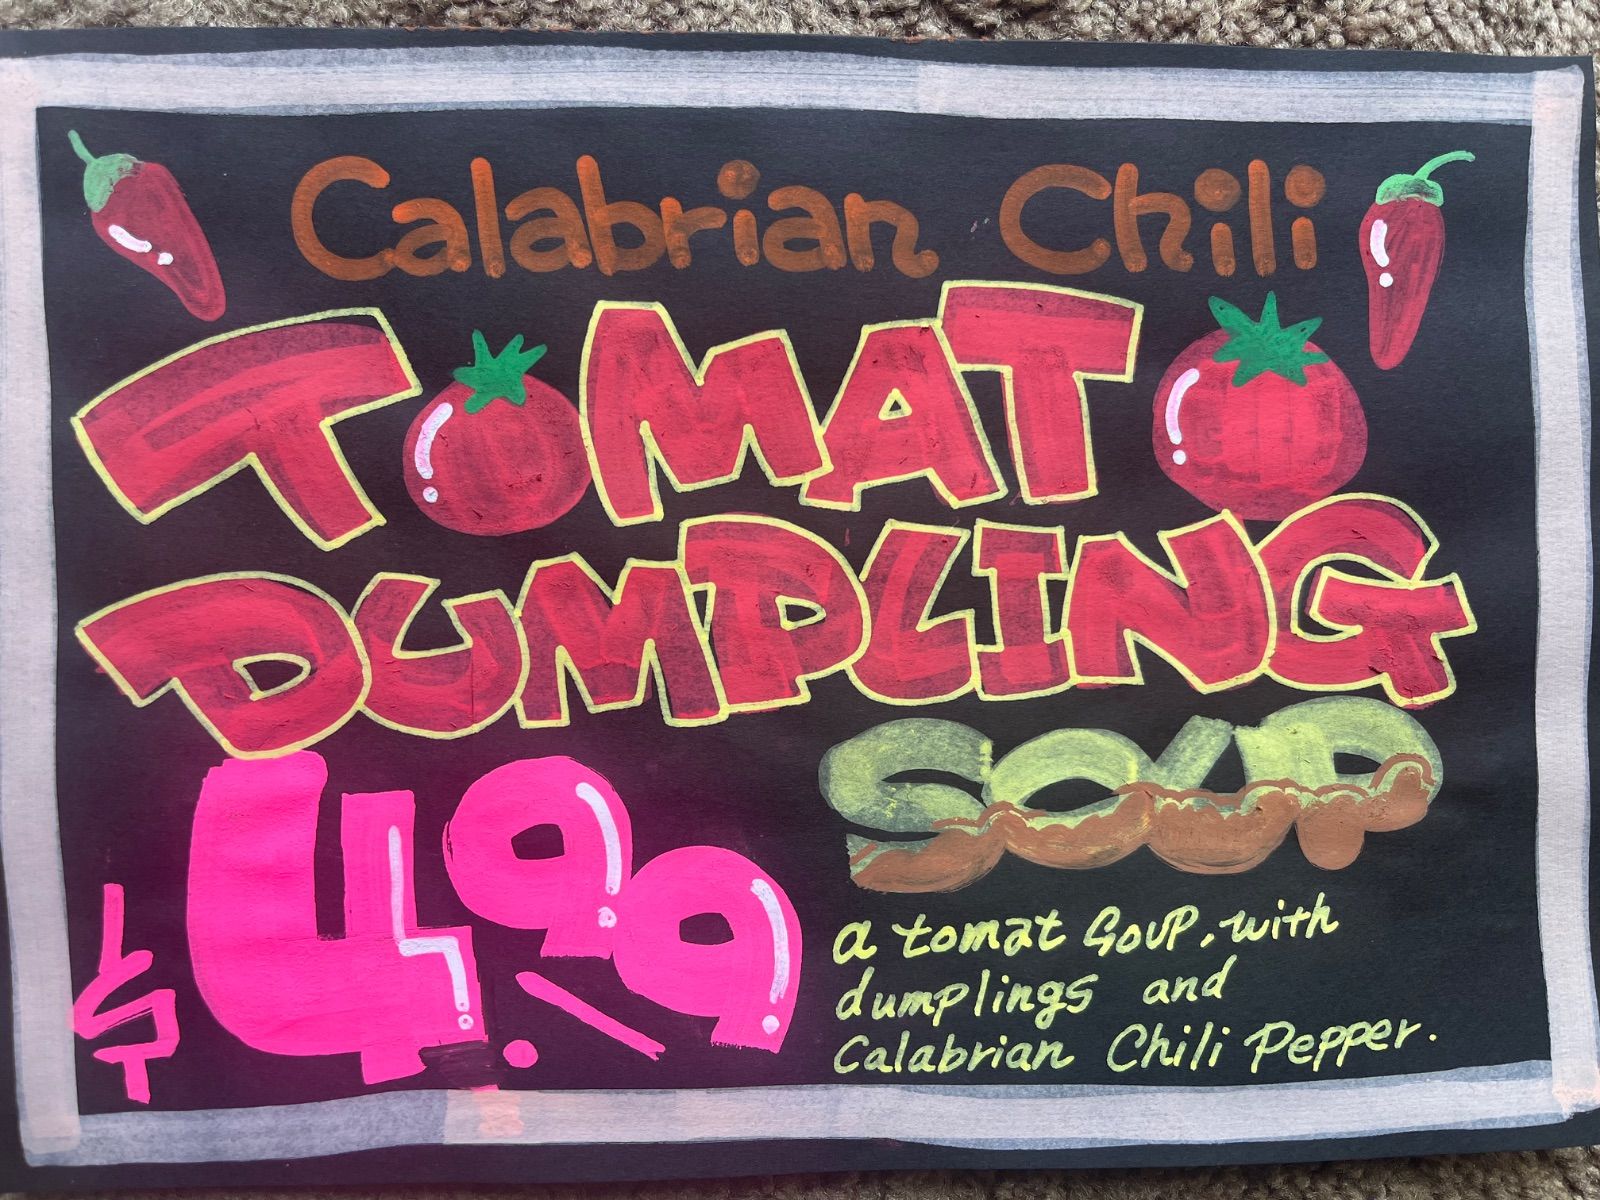 Calabrian Chili
TOMATO
DUMPLING
SOUP
$4.99
a tomat Soup, with
dumplings and
Calabrian Chili Pepper.